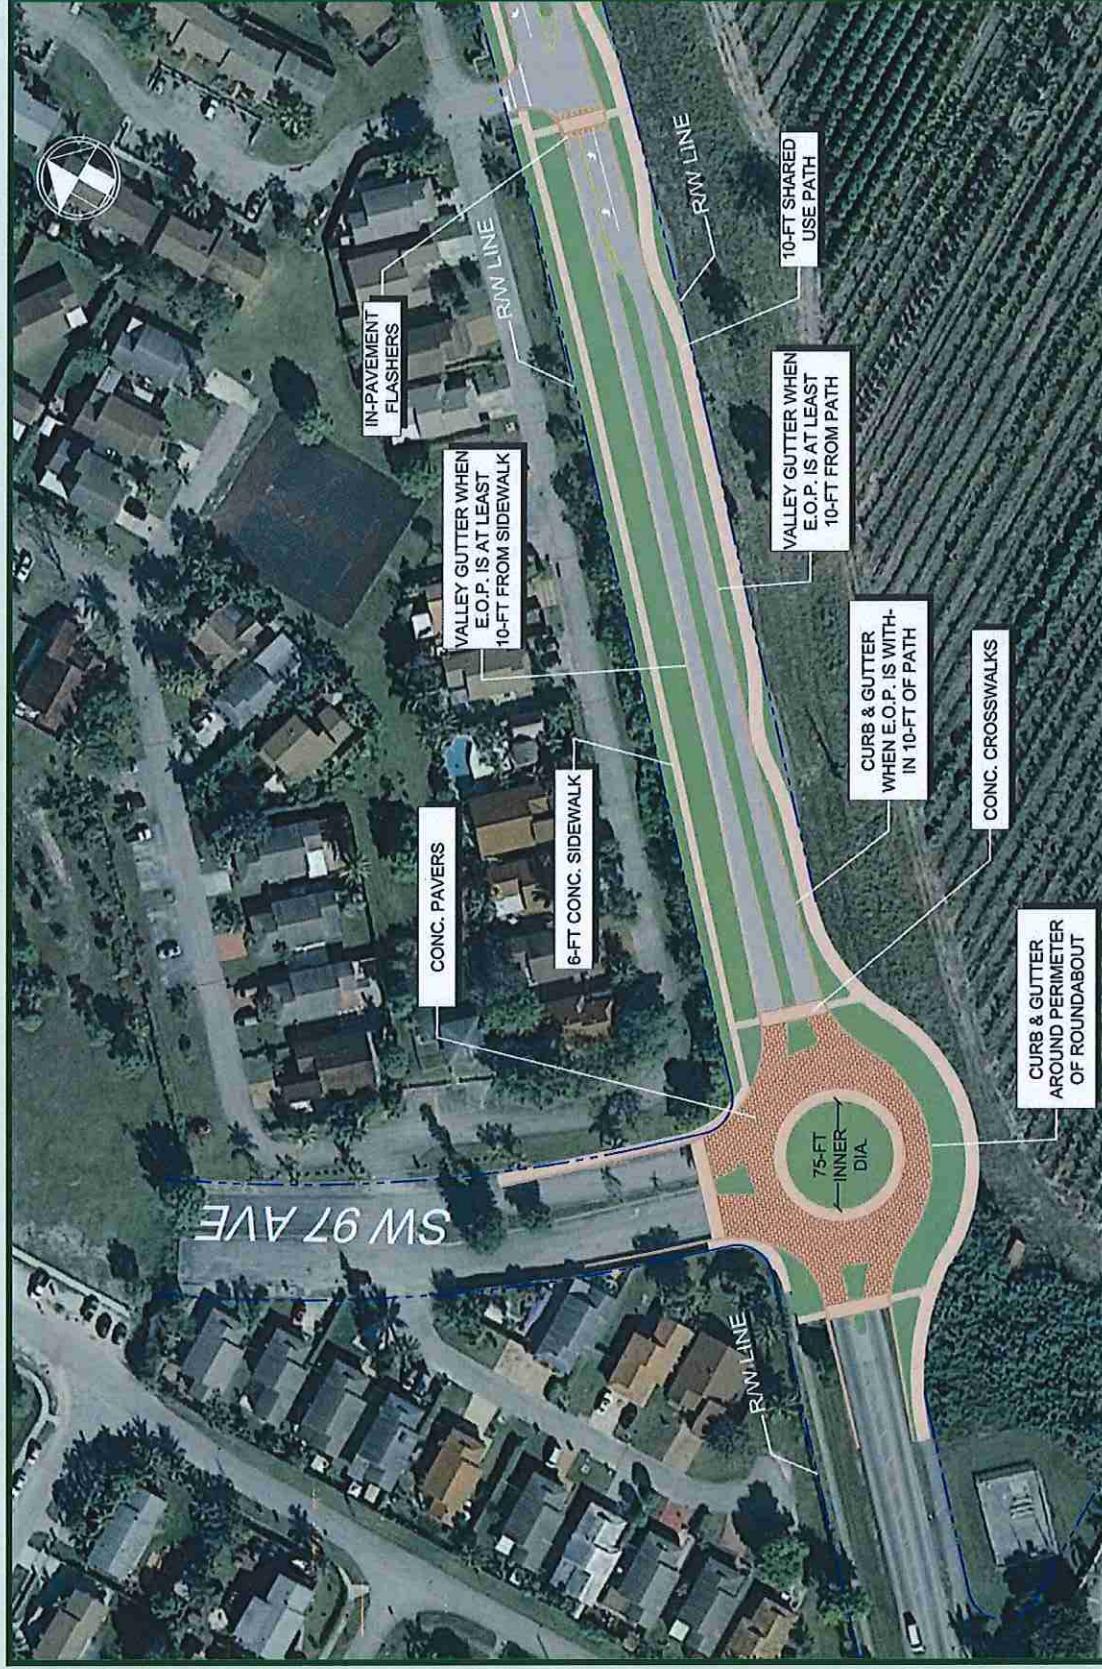 IN-PAVEMENT
FLASHERS
R/W LINE
R/W LINE
10-FT SHARED
USE PATH
VALLEY GUTTER WHEN
E.O.P. IS AT LEAST
10-FT FROM SIDEWALK
VALLEY GUTTER WHEN
E.O.P. IS AT LEAST
10-FT FROM PATH
CONC. PAVERS
6-FT CONC. SIDEWALK
CURB & GUTTER
WHEN E.O.P. IS WITH-
IN 10-FT OF PATH
CONC. CROSSWALKS
SW 97 AVE
75-FT
INNER
DIA.
CURB & GUTTER
AROUND PERIMETER
OF ROUNDABOUT
R/W LINE